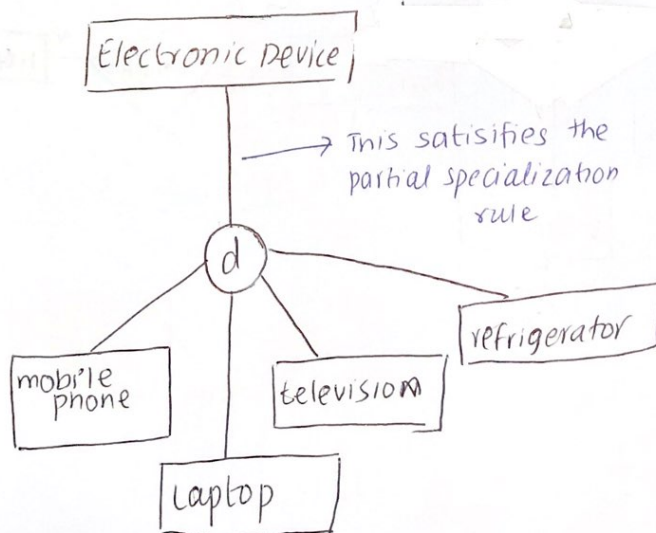 Electronic Device
This satisifies the
partial specialization
rule
d
refrigerator
mobile
phone
television
Laptop